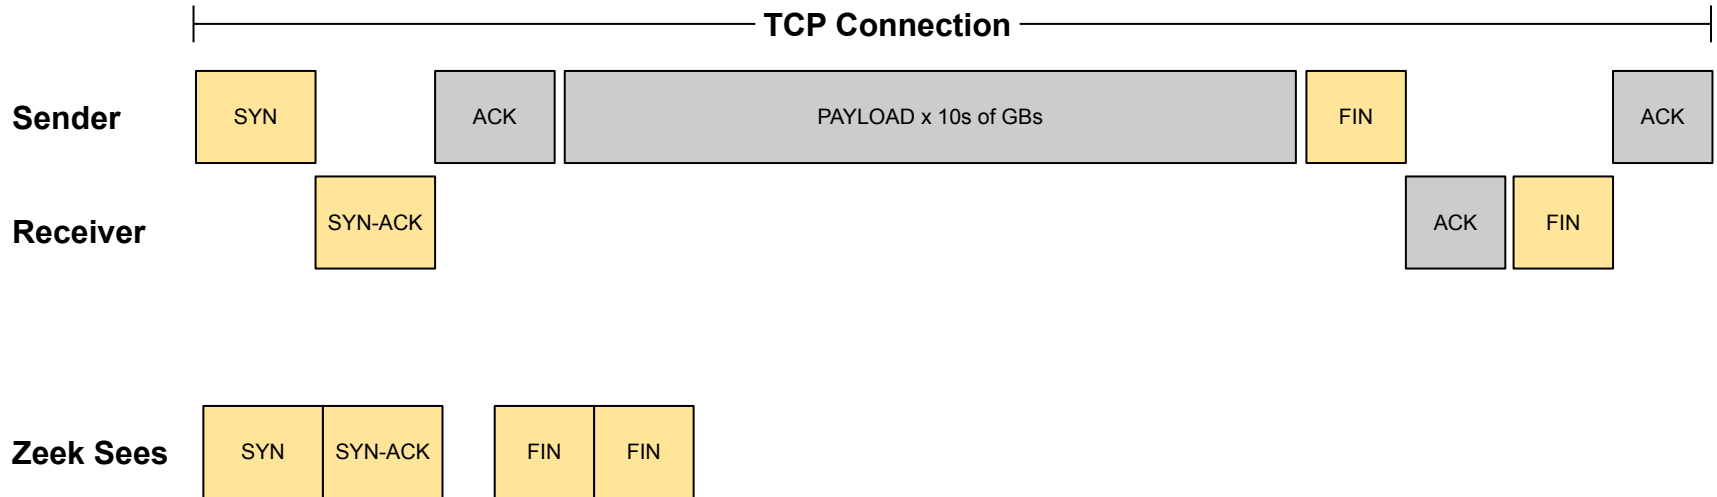 TCP Connection
Sender
SYN
ACK
PAYLOAD x 10s of GBs
FIN
ACK
Receiver
SYN-ACK
ACK
FIN
Zeek Sees
SYN
SYN-ACK
FIN
FIN